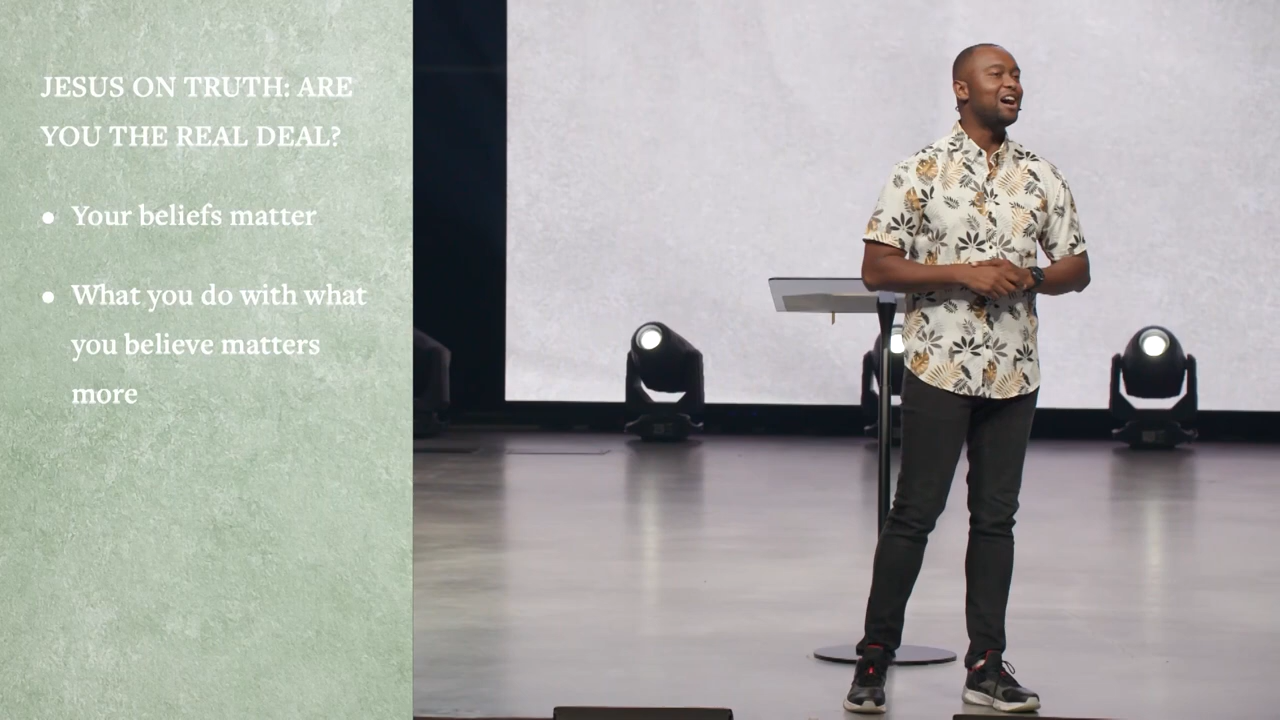 JESUS ON TRUTH: ARE
YOU THE REAL DEAL?
• Your beliefs matter
• What you do with what
you believe matters
more